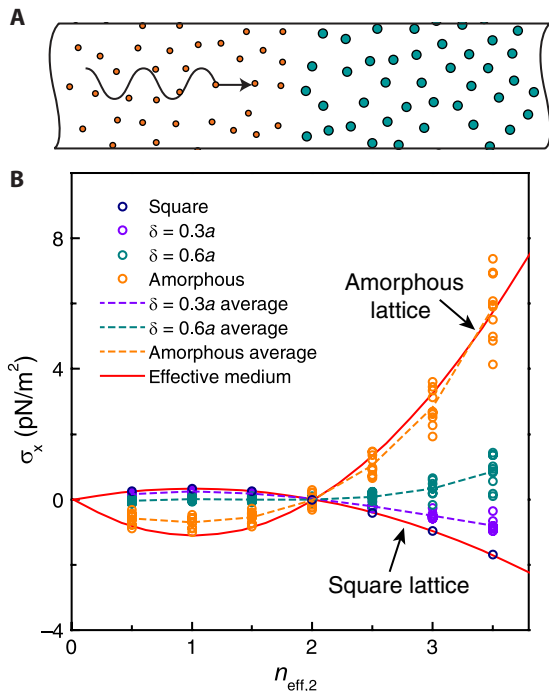 A
B
Square
δ = 0.3a
δ = 0.6a
Amorphous
δ = 0.3a average
δ = 0.6a average
Amorphous average
Effective medium
Amorphous
lattice
Square lattice
8
4
0
−4
σx (pN/m²)
0 1 2 3
neff,2